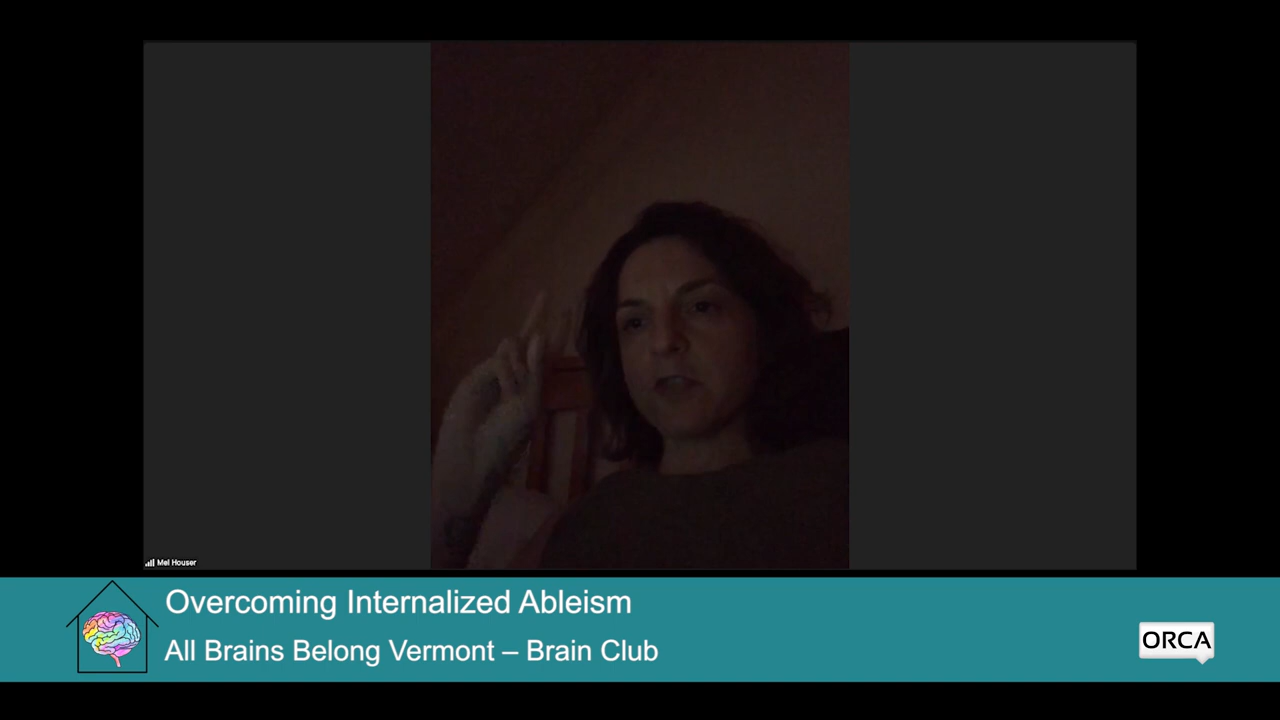 Mel Houser
Overcoming Internalized Ableism
All Brains Belong Vermont – Brain Club
ORCA